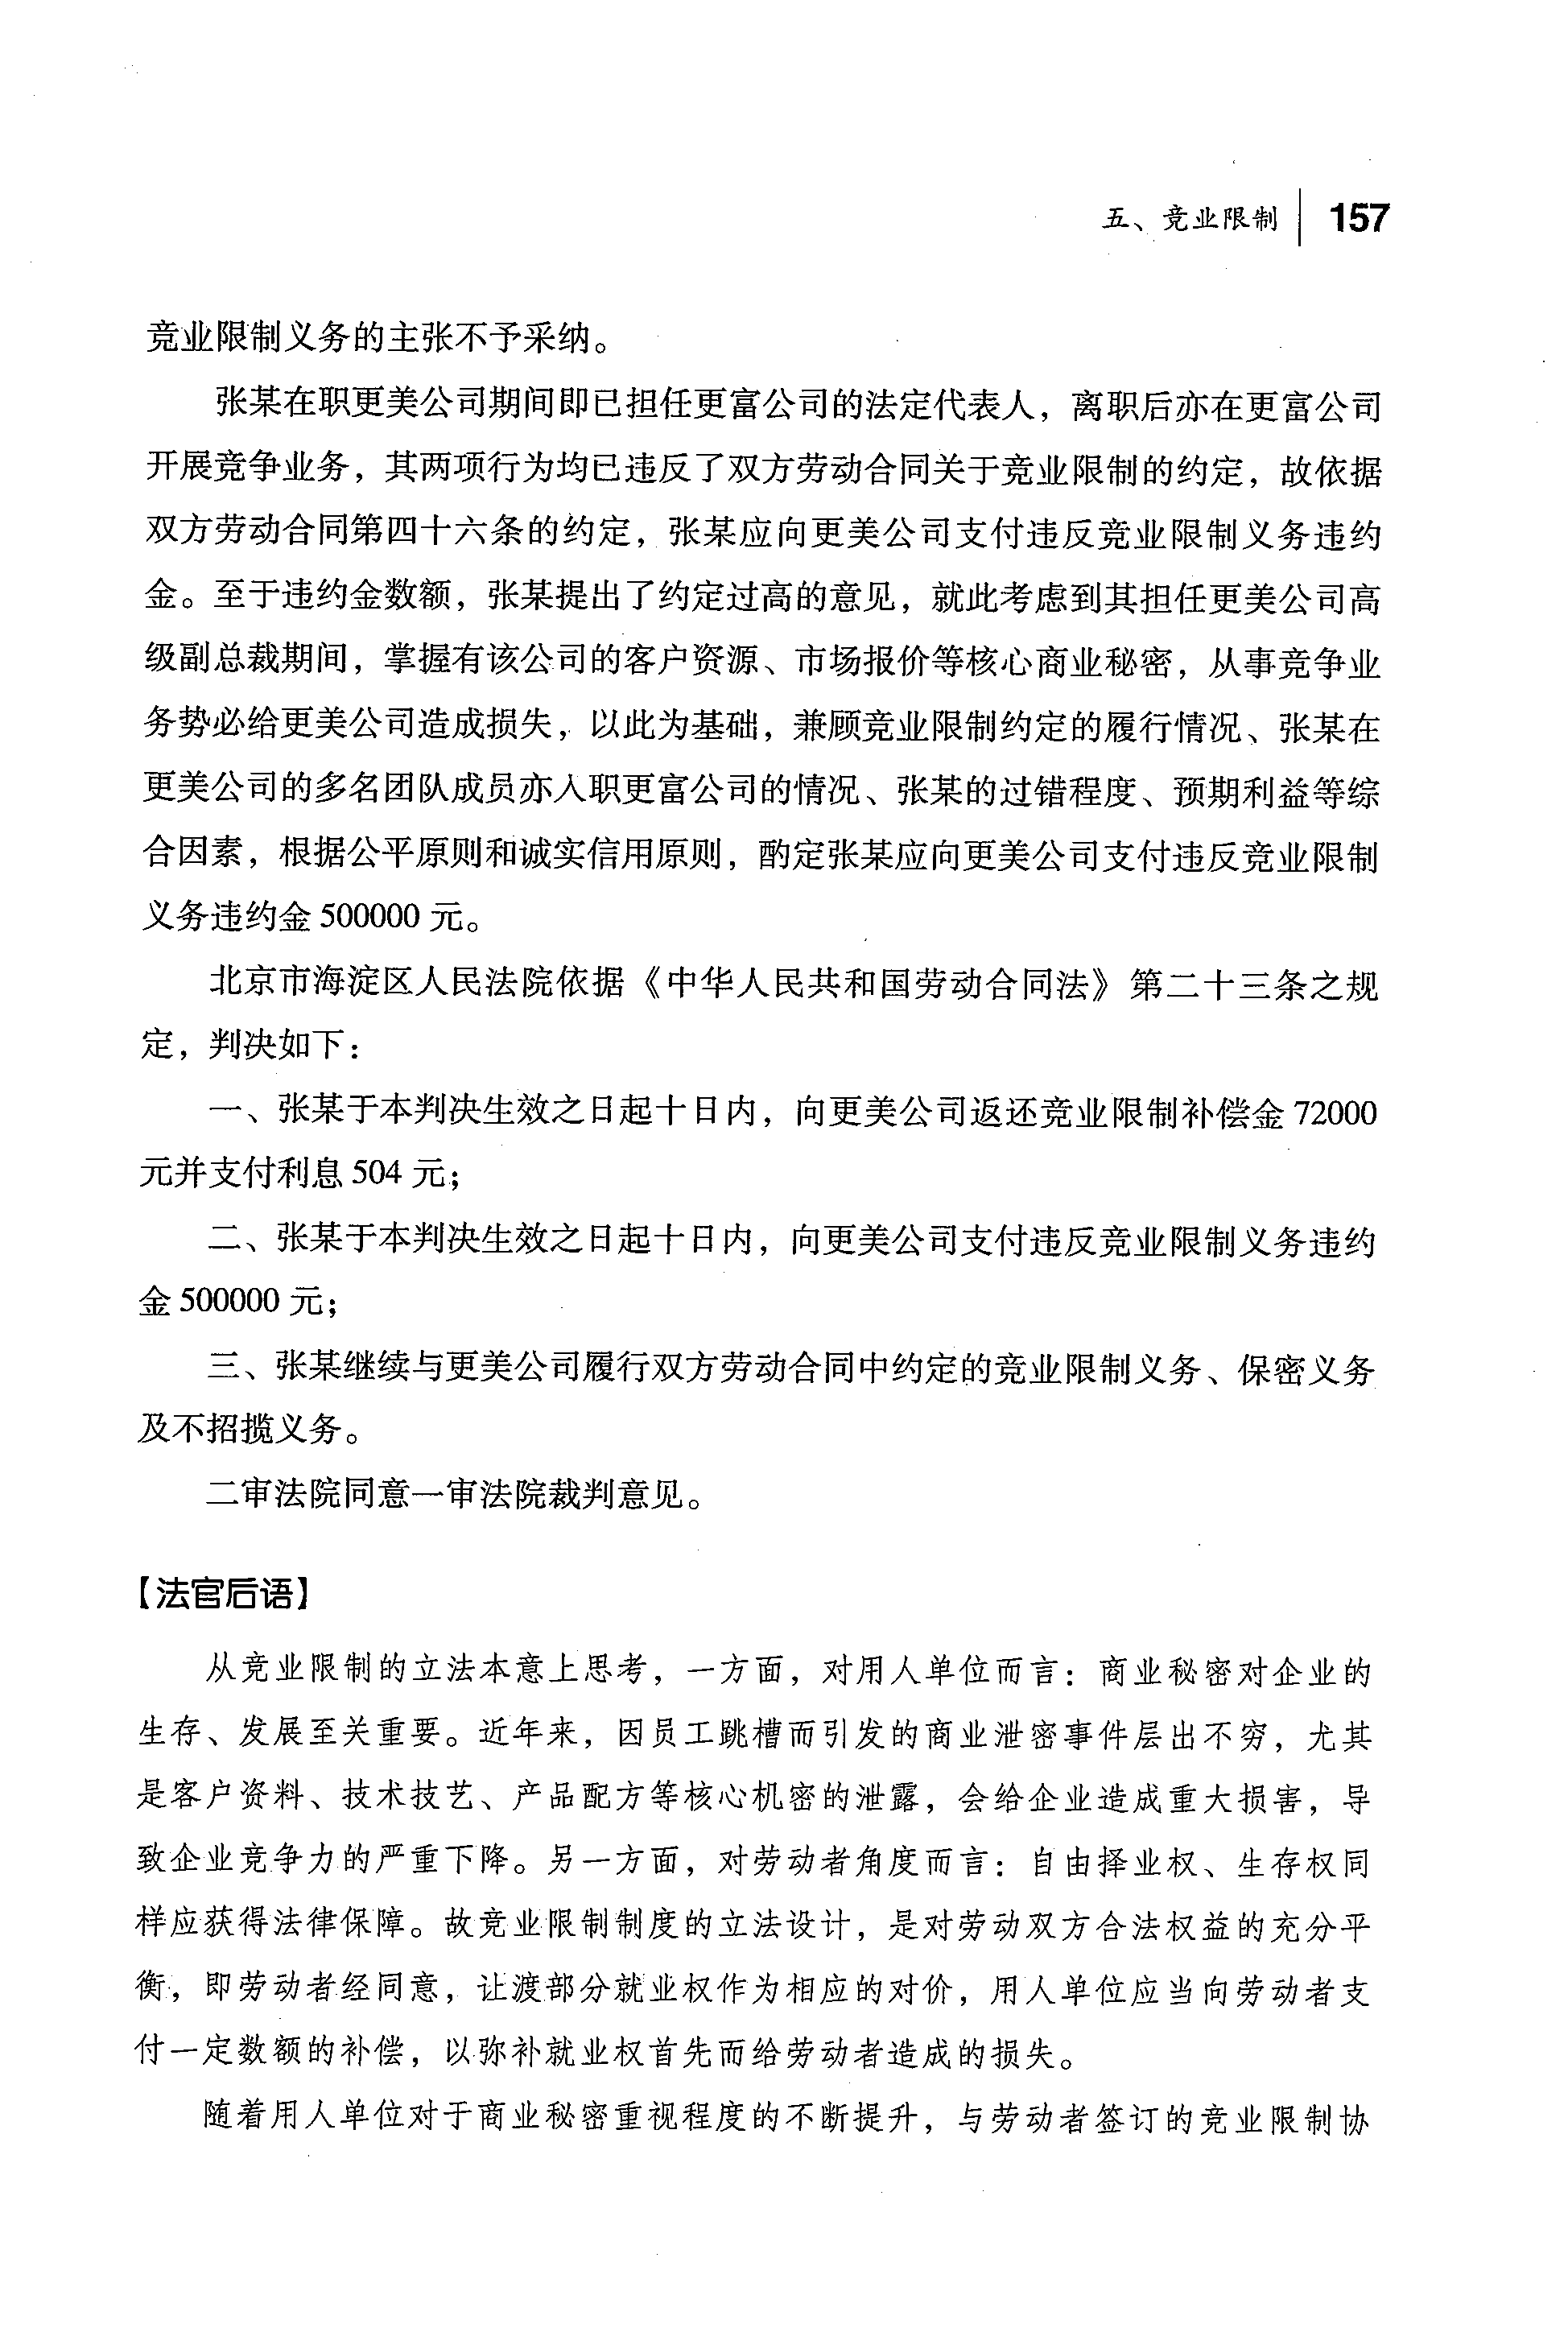 五、竞业限制 157
竞业限制义务的主张不予采纳。
张某在职更美公司期间即已担任更富公司的法定代表人，离职后亦在更富公司
开展竞争业务，其两项行为均已违反了双方劳动合同关于竞业限制的约定，故依据
双方劳动合同第四十六条的约定，张某应向更美公司支付违反竞业限制义务违约
金。至于违约金数额，张某提出了约定过高的意见，就此考虑到其担任更美公司高
级副总裁期间，掌握有该公司的客户资源、市场报价等核心商业秘密，从事竞争业
务势必给更美公司造成损失，以此为基础，兼顾竞业限制约定的履行情况、张某在
更美公司的多名团队成员亦入职更富公司的情况、张某的过错程度、预期利益等综
合因素，根据公平原则和诚实信用原则，酌定张某应向更美公司支付违反竞业限制
义务违约金 500000 元。
北京市海淀区人民法院依据《中华人民共和国劳动合同法》第二十三条之规
定，判决如下：
一、张某于本判决生效之日起十日内，向更美公司返还竞业限制补偿金 72000
元并支付利息 504 元；
二、张某于本判决生效之日起十日内，向更美公司支付违反竞业限制义务违约
金 500000 元；
三、张某继续与更美公司履行双方劳动合同中约定的竞业限制义务、保密义务
及不招揽义务。
二审法院同意一审法院裁判意见。
【法官后语】
从竞业限制的立法本意上思考，一方面，对用人单位而言：商业秘密对企业的
生存、发展至关重要。近年来，因员工跳槽而引发的商业泄密事件层出不穷，尤其
是客户资料、技术技艺、产品配方等核心机密的泄露，会给企业造成重大损害，导
致企业竞争力的严重下降。另一方面，对劳动者角度而言：自由择业权、生存权同
样应获得法律保障。故竞业限制制度的立法设计，是对劳动双方合法权益的充分平
衡，即劳动者经同意，让渡部分就业权作为相应的对价，用人单位应当向劳动者支
付一定数额的补偿，以弥补就业权首先而给劳动者造成的损失。
随着用人单位对于商业秘密重视程度的不断提升，与劳动者签订的竞业限制协